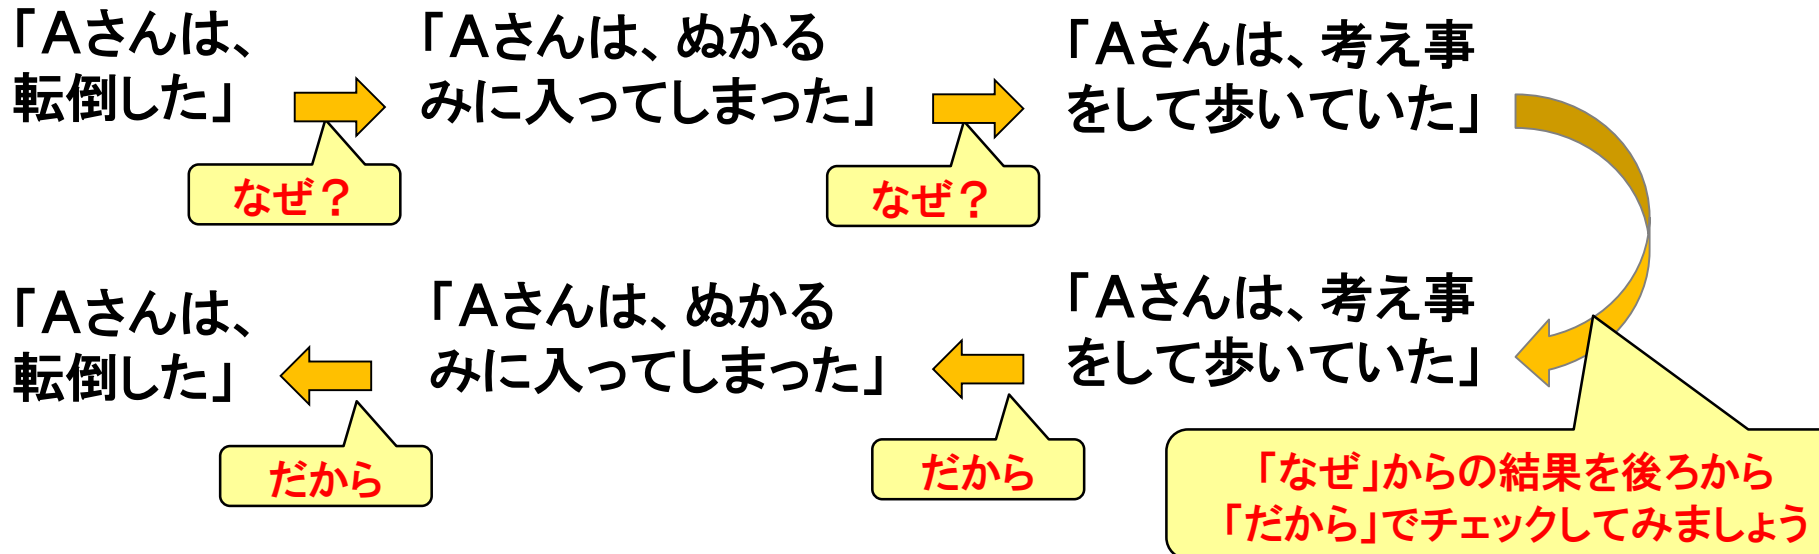 「Aさんは、
転倒した」
なぜ？
「Aさんは、ぬかる
みに入ってしまった」
なぜ？
「Aさんは、考え事
をして歩いていた」
「Aさんは、考え事
をして歩いていた」
だから
「Aさんは、ぬかる
みに入ってしまった」
だから
「Aさんは、
転倒した」
「なぜ」からの結果を後ろから
「だから」でチェックしてみましょう